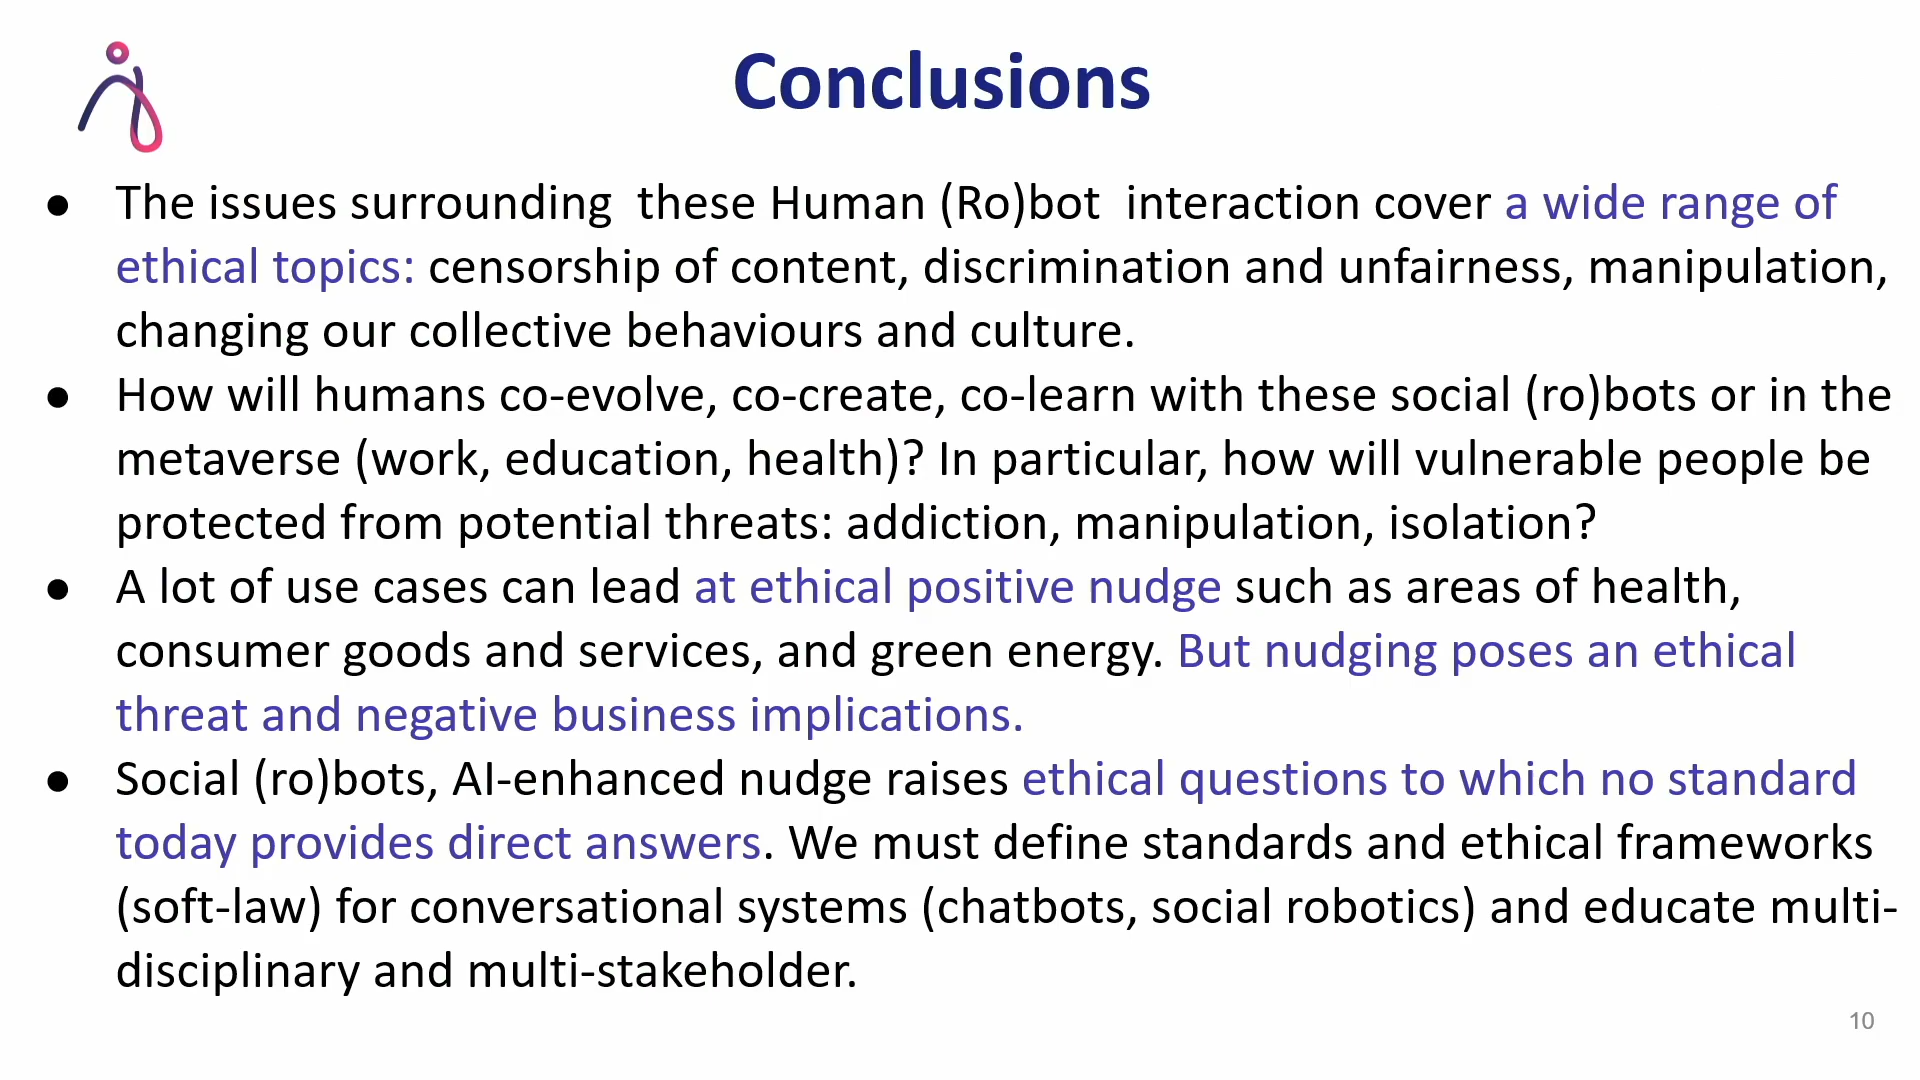 Conclusions
● The issues surrounding  these Human (Ro)bot  interaction cover a wide range of
ethical topics: censorship of content, discrimination and unfairness, manipulation,
changing our collective behaviours and culture.
● How will humans co-evolve, co-create, co-learn with these social (ro)bots or in the
metaverse (work, education, health)? In particular, how will vulnerable people be
protected from potential threats: addiction, manipulation, isolation?
● A lot of use cases can lead at ethical positive nudge such as areas of health,
consumer goods and services, and green energy. But nudging poses an ethical
threat and negative business implications.
● Social (ro)bots, AI-enhanced nudge raises ethical questions to which no standard
today provides direct answers. We must define standards and ethical frameworks
(soft-law) for conversational systems (chatbots, social robotics) and educate multi-
disciplinary and multi-stakeholder.
10